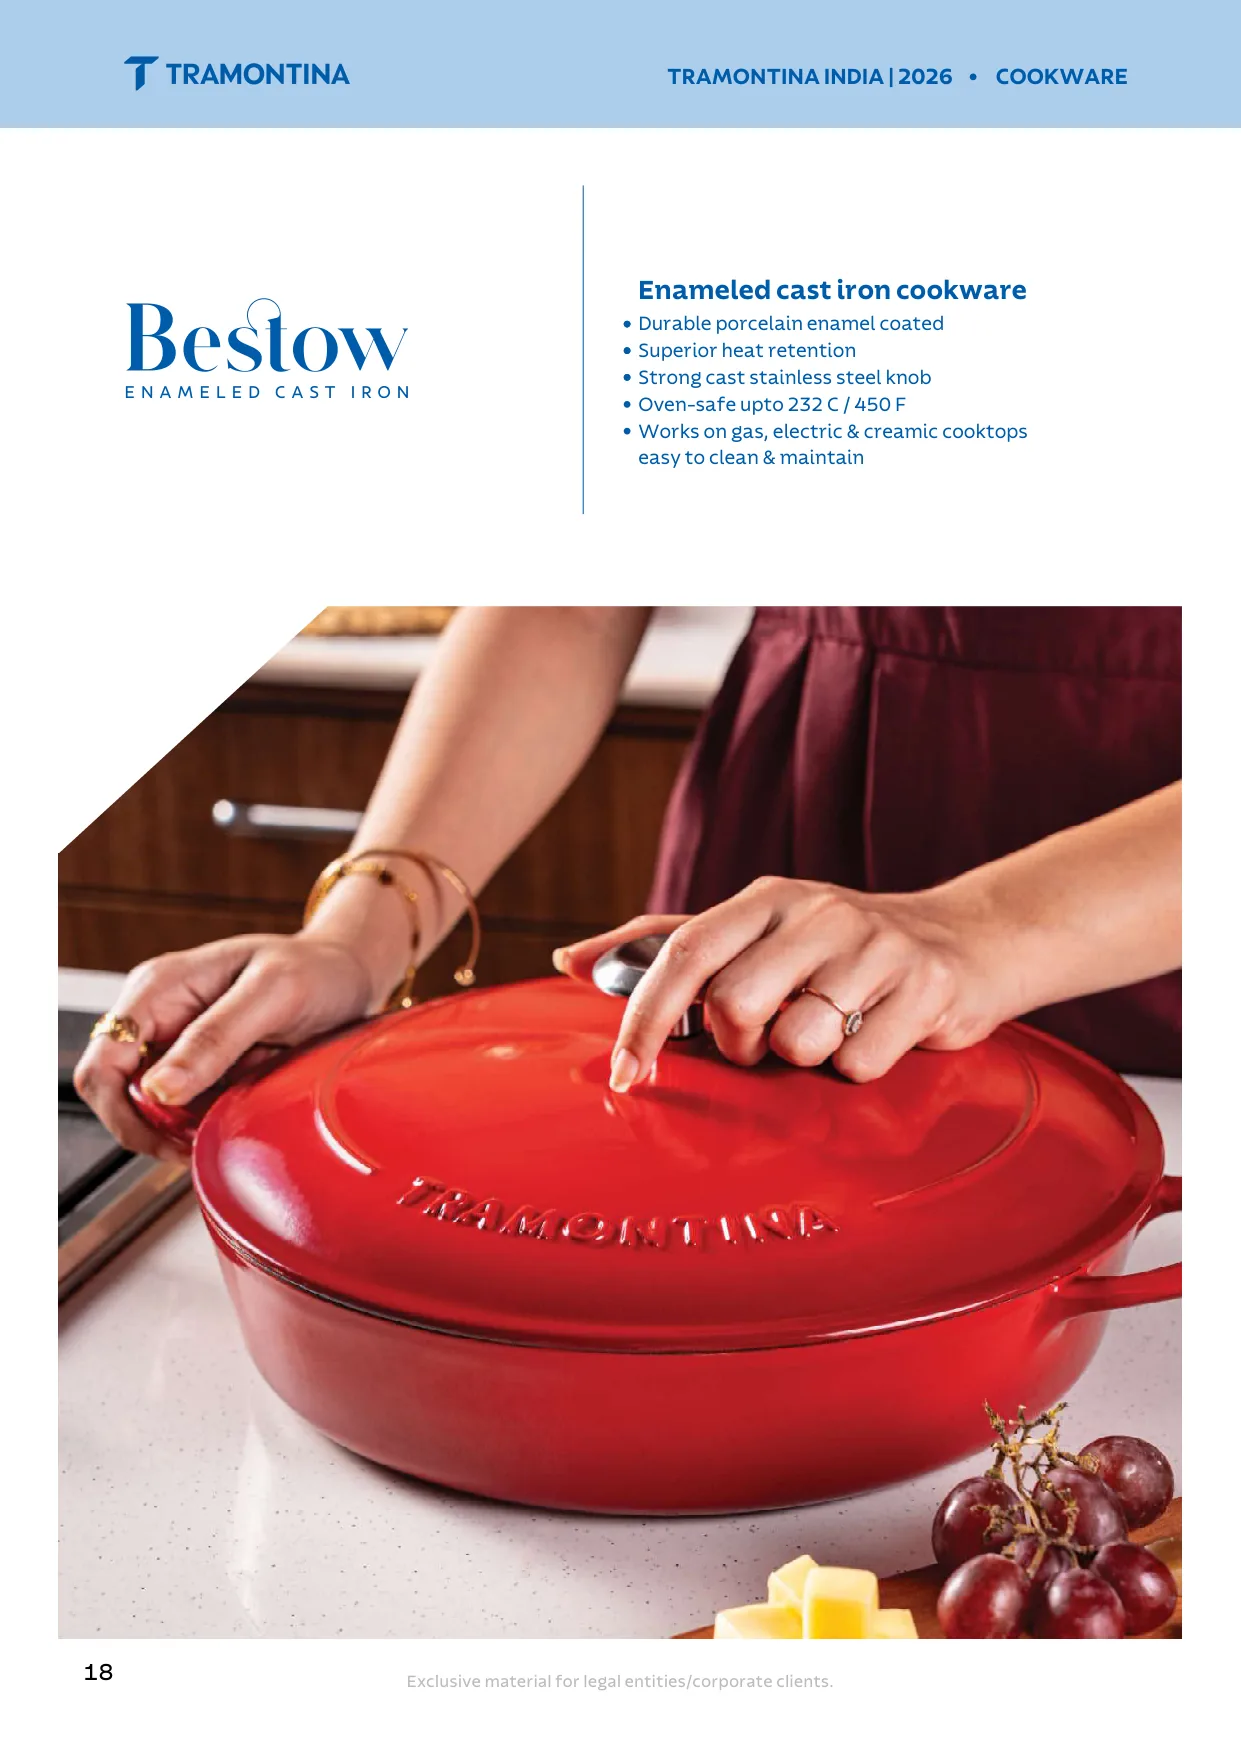 TRAMONTINA
TRAMONTINA INDIA | 2026 • COOKWARE
Bestow
ENAMELED CAST IRON
Enameled cast iron cookware
• Durable porcelain enamel coated
• Superior heat retention
• Strong cast stainless steel knob
• Oven-safe upto 232 C / 450 F
• Works on gas, electric & creamic cooktops
easy to clean & maintain
TRAMONTINA
18
Exclusive material for legal entities/corporate clients.